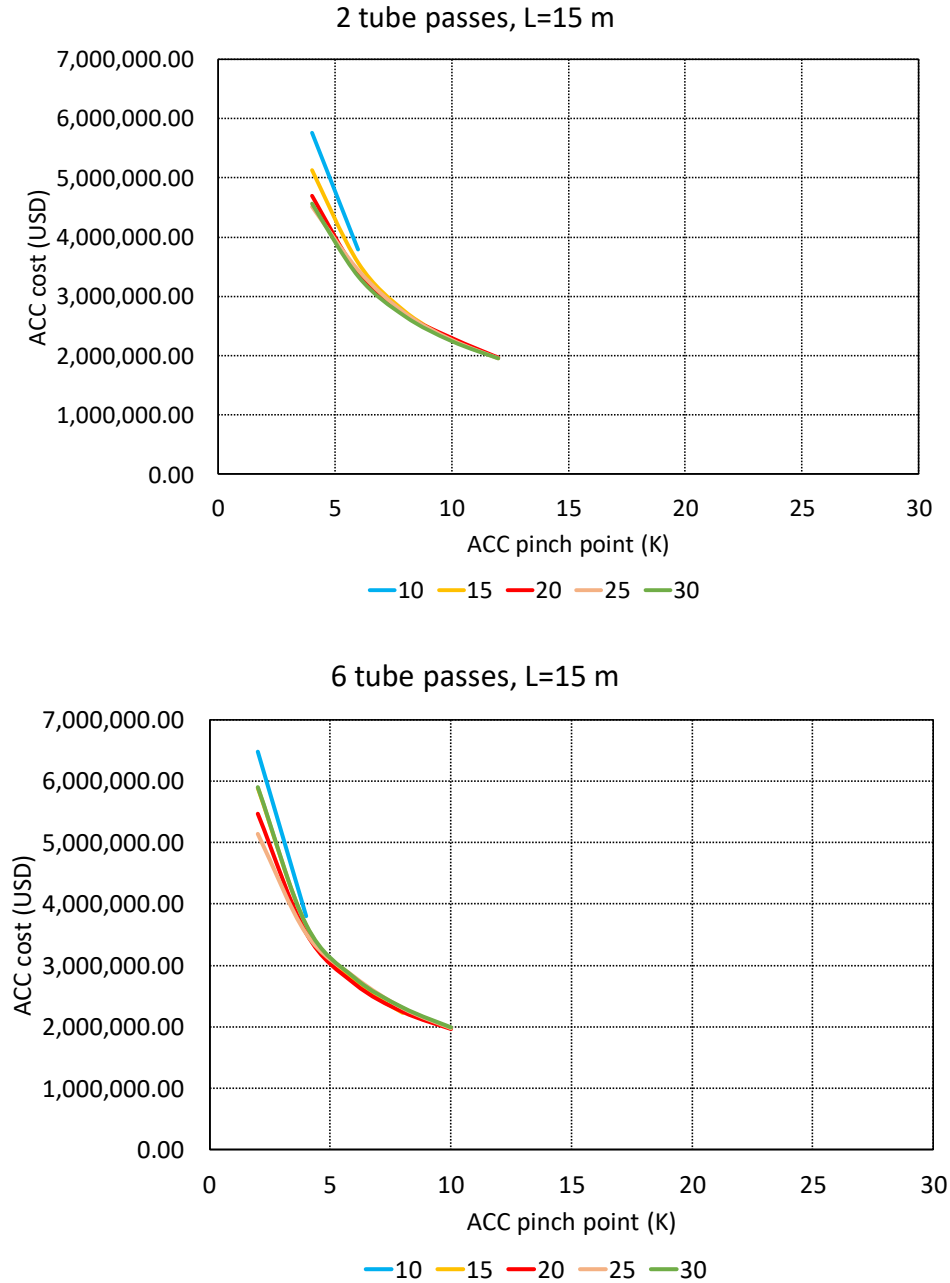 2 tube passes, L=15 m
7,000,000.00
6,000,000.00
5,000,000.00
4,000,000.00
3,000,000.00
2,000,000.00
1,000,000.00
0.00
ACC cost (USD)
0 5 10 15 20 25 30
ACC pinch point (K)
10 15 20 25 30
6 tube passes, L=15 m
7,000,000.00
6,000,000.00
5,000,000.00
4,000,000.00
3,000,000.00
2,000,000.00
1,000,000.00
0.00
ACC cost (USD)
0 5 10 15 20 25 30
ACC pinch point (K)
10 15 20 25 30